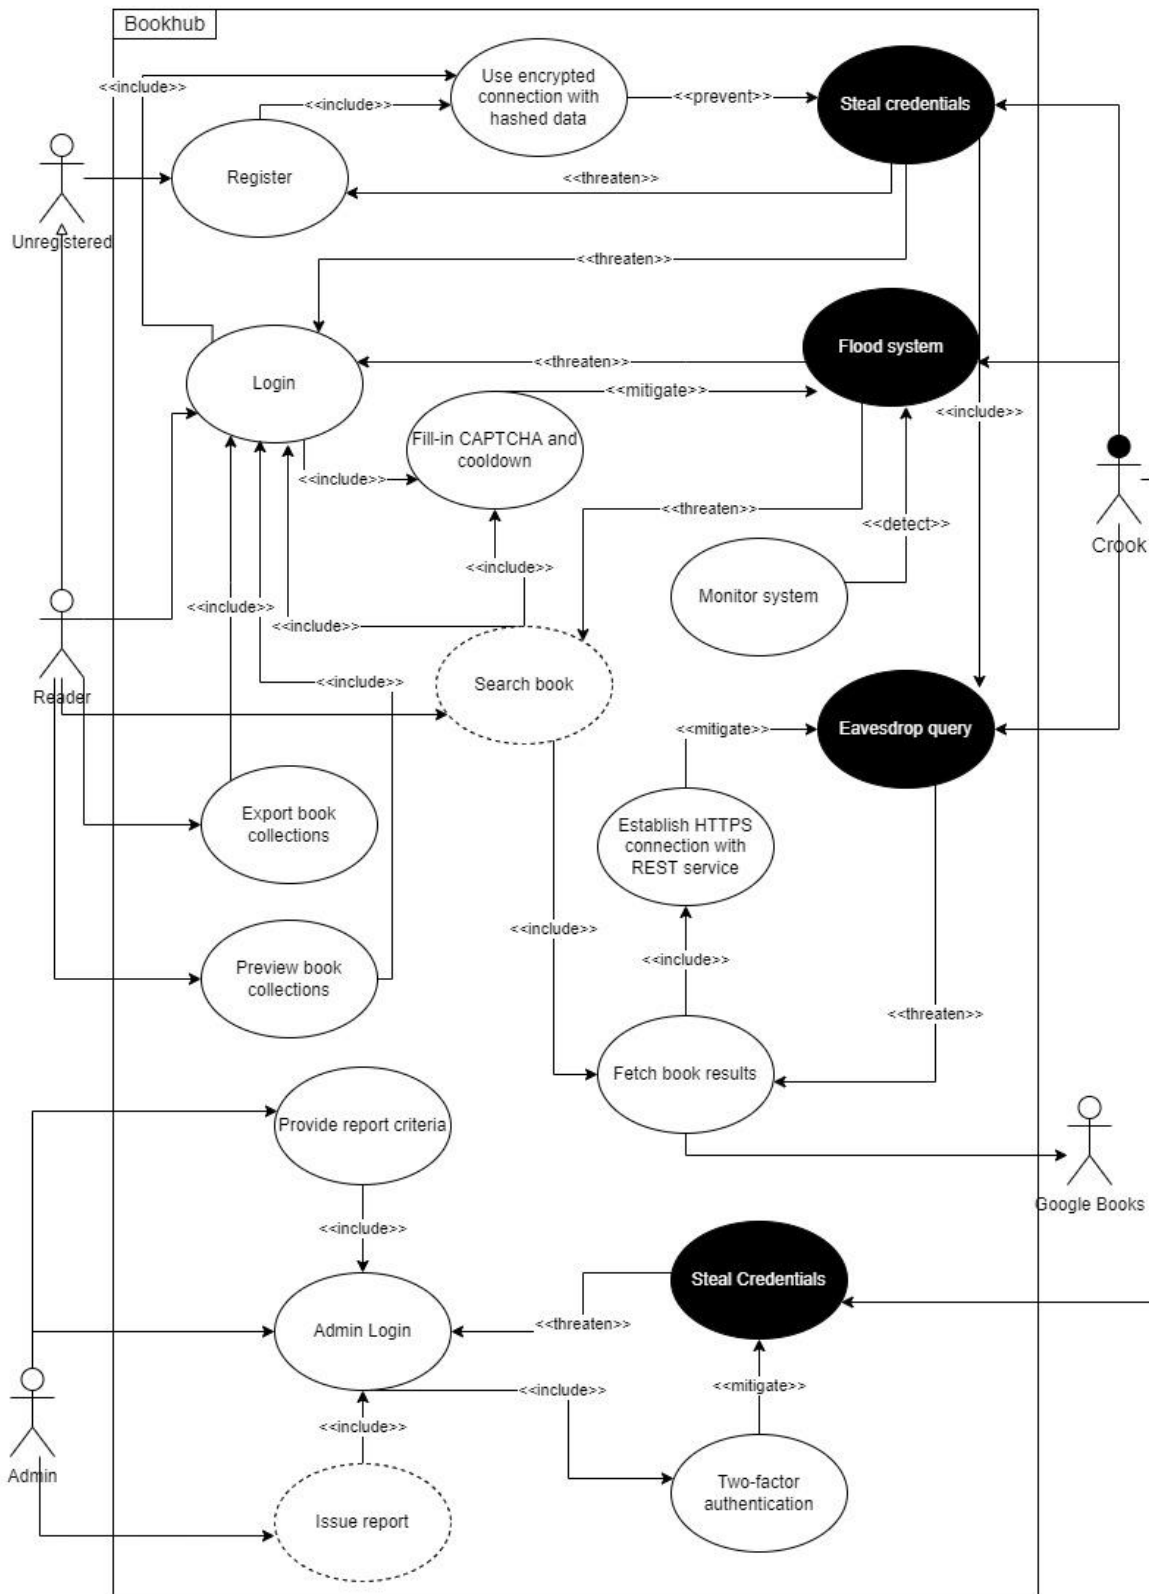 Bookhub
<<include>>
Use encrypted
connection with
hashed data
<<include>>
<<prevent>>
Steal credentials
Register
<<threaten>>
Unregistered
<<threaten>>
Flood system
<<threaten>>
Login
<<mitigate>>
<<include>>
Fill-in CAPTCHA and
cooldown
<<include>>
<<threaten>>
<<detect>>
Crook
<<include>>
Monitor system
<<include>>
<<include>>
Search book
<<include>>
Reader
Eavesdrop query
<<mitigate>>
Export book
collections
Establish HTTPS
connection with
REST service
<<include>>
Preview book
collections
<<include>>
<<threaten>>
Fetch book results
Provide report criteria
Google Books
<<include>>
Steal Credentials
Admin Login
<<threaten>>
<<include>>
<<mitigate>>
<<include>>
Admin
Two-factor
authentication
Issue report